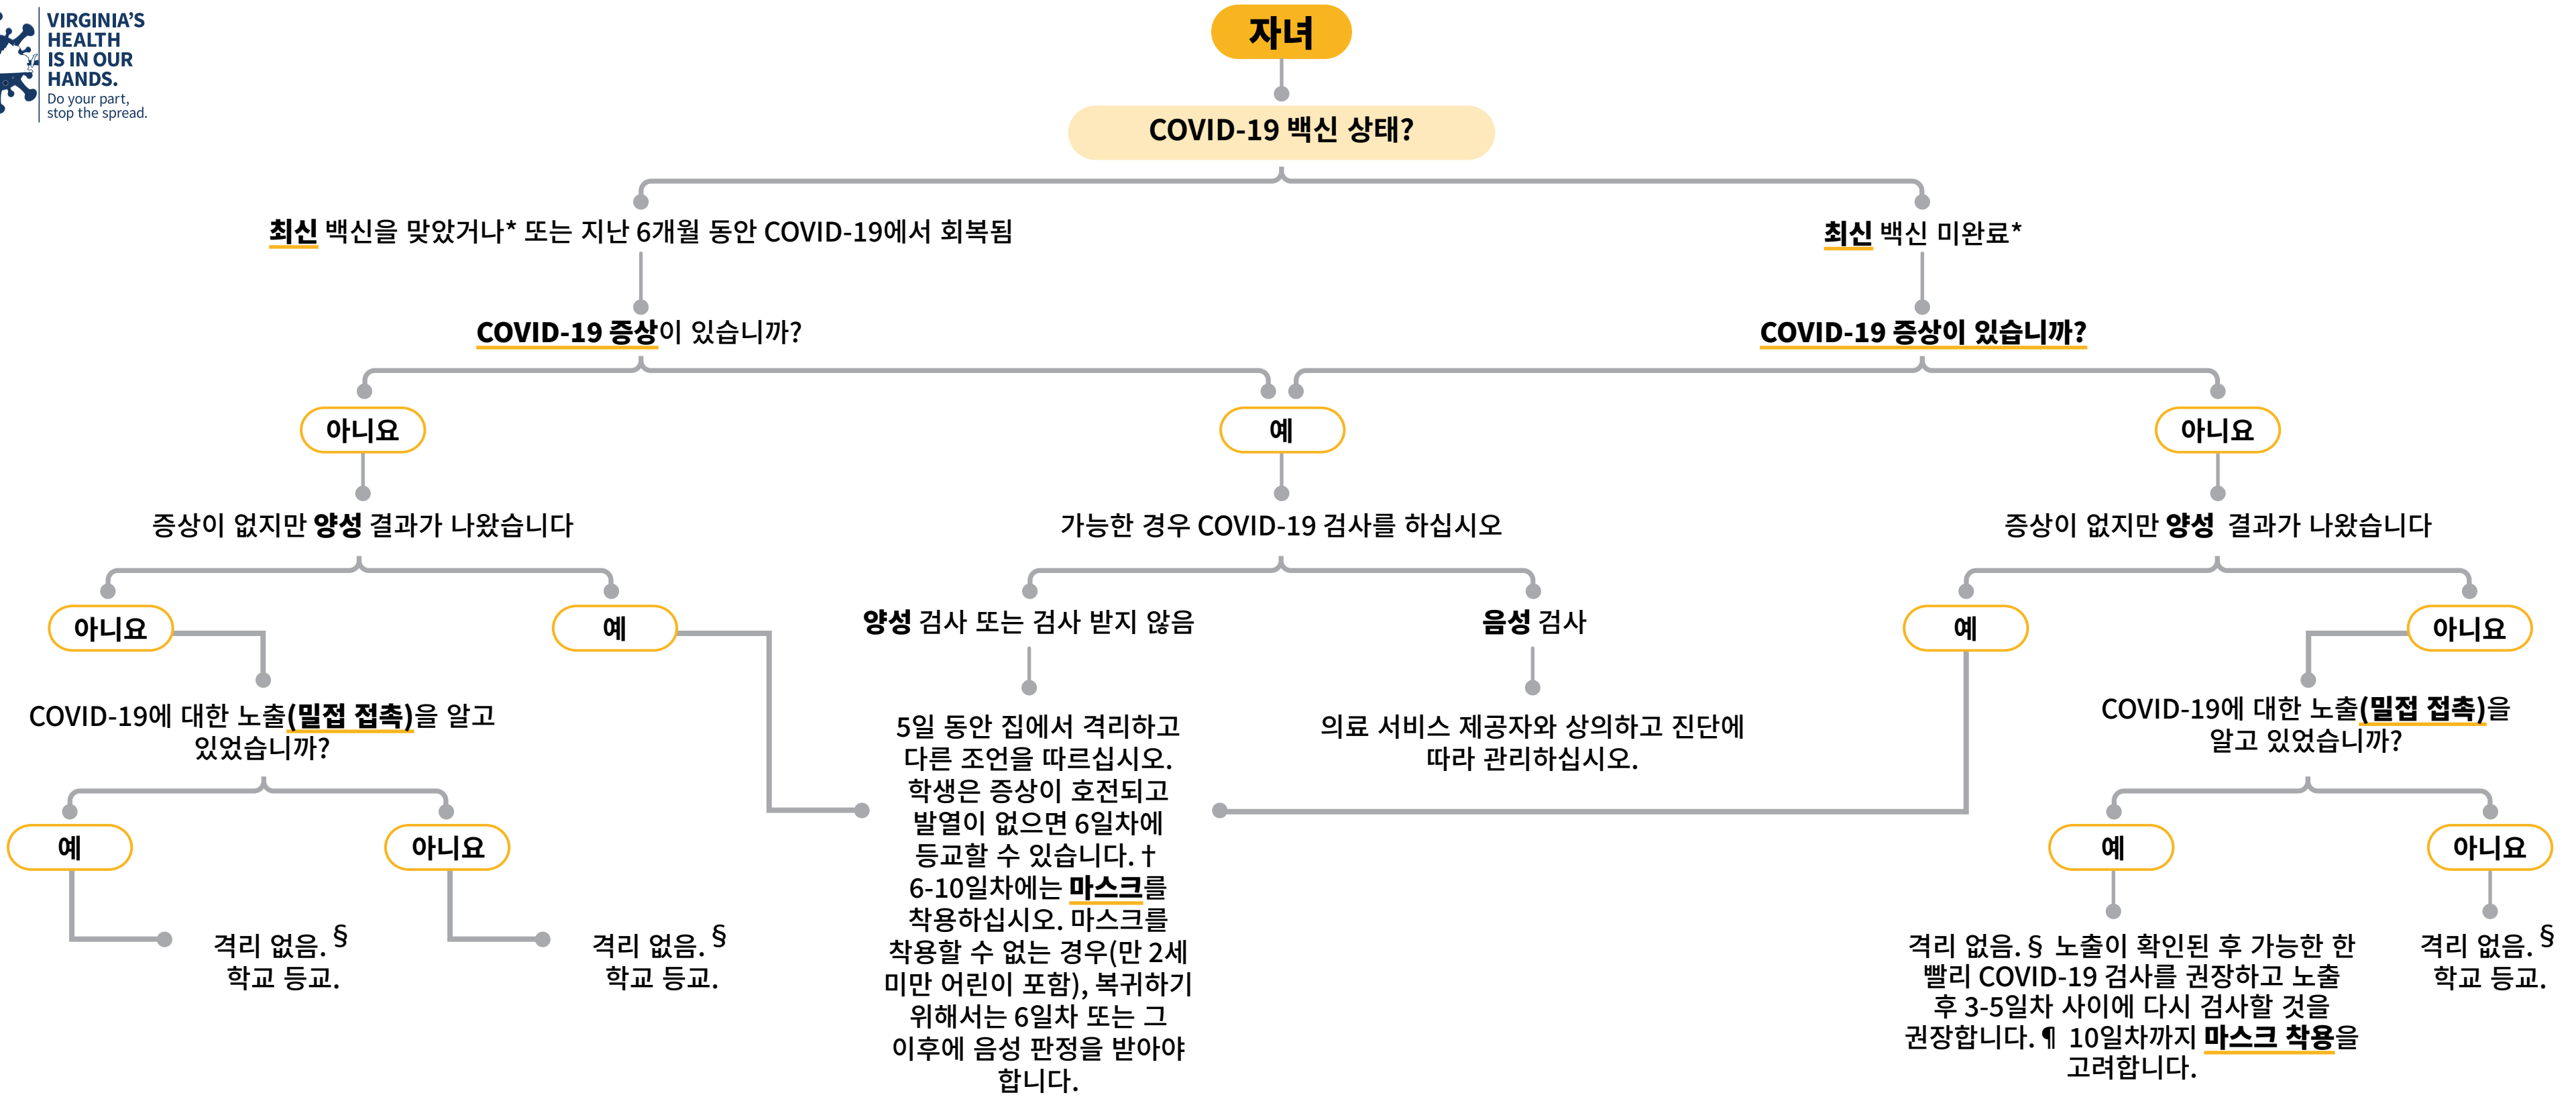 VIRGINIA’S
HEALTH
IS IN OUR
HANDS.
Do your part,
stop the spread.
자녀
COVID-19 백신 상태?
최신 백신을 맞았거나* 또는 지난 6개월 동안 COVID-19에서 회복됨
최신 백신 미완료*
COVID-19 증상이 있습니까?
COVID-19 증상이 있습니까?
아니요
예
아니요
증상이 없지만 양성 결과가 나왔습니다
가능한 경우 COVID-19 검사를 하십시오
증상이 없지만 양성 결과가 나왔습니다
아니요
예
양성 검사 또는 검사 받지 않음
음성 검사
예
아니요
COVID-19에 대한 노출(밀접 접촉)을 알고
있었습니까?
5일 동안 집에서 격리하고
다른 조언을 따르십시오.
학생은 증상이 호전되고
발열이 없으면 6일차에
등교할 수 있습니다. †
6-10일차에는 마스크를
착용하십시오. 마스크를
착용할 수 없는 경우(만 2세
미만 어린이 포함), 복귀하기
위해서는 6일차 또는 그
이후에 음성 판정을 받아야
합니다.
의료 서비스 제공자와 상의하고 진단에
따라 관리하십시오.
COVID-19에 대한 노출(밀접 접촉)을
알고 있었습니까?
예
아니요
예
아니요
격리 없음. §
학교 등교.
격리 없음. §
학교 등교.
격리 없음. § 노출이 확인된 후 가능한 한
빨리 COVID-19 검사를 권장하고 노출
후 3-5일차 사이에 다시 검사할 것을
권장합니다. ¶ 10일차까지 마스크 착용을
고려합니다.
격리 없음. §
학교 등교.